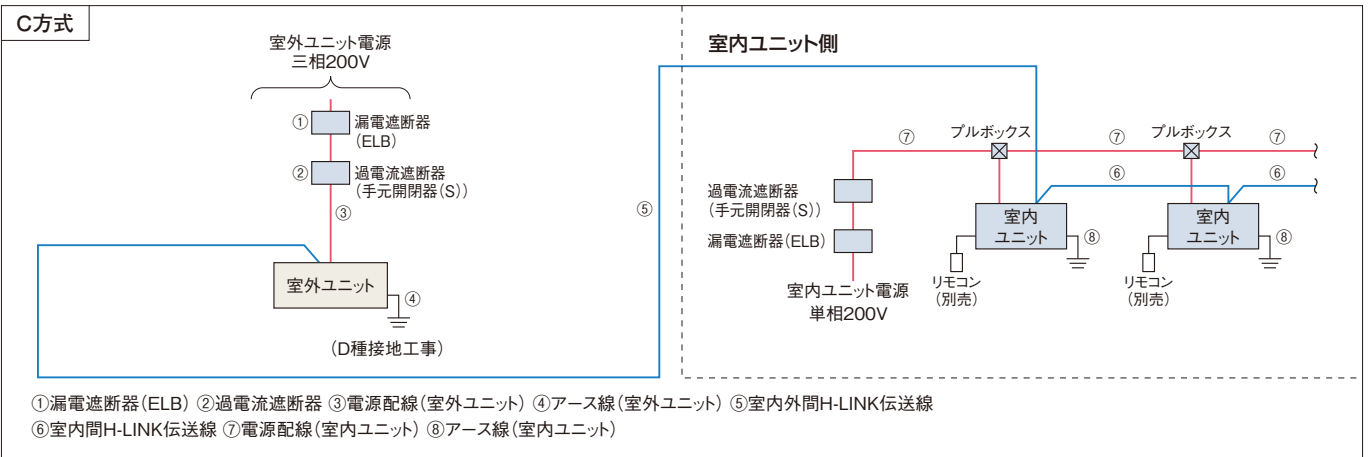 C方式
室外ユニット電源
三相200V
① 漏電遮断器
(ELB)
② 過電流遮断器
(手元開閉器(S))
③
室外ユニット
④
(D種接地工事)
⑤
室内ユニット側
⑦ プルボックス ⑦ プルボックス ⑦
⑥ ⑥
過電流遮断器
(手元開閉器(S))
漏電遮断器(ELB)
室内ユニット電源
単相200V
室内
ユニット
⑧
リモコン
(別売)
室内
ユニット
⑧
リモコン
(別売)
①漏電遮断器(ELB) ②過電流遮断器 ③電源配線(室外ユニット) ④アース線(室外ユニット) ⑤室内外間H-LINK伝送線
⑥室内間H-LINK伝送線 ⑦電源配線(室内ユニット) ⑧アース線(室内ユニット)